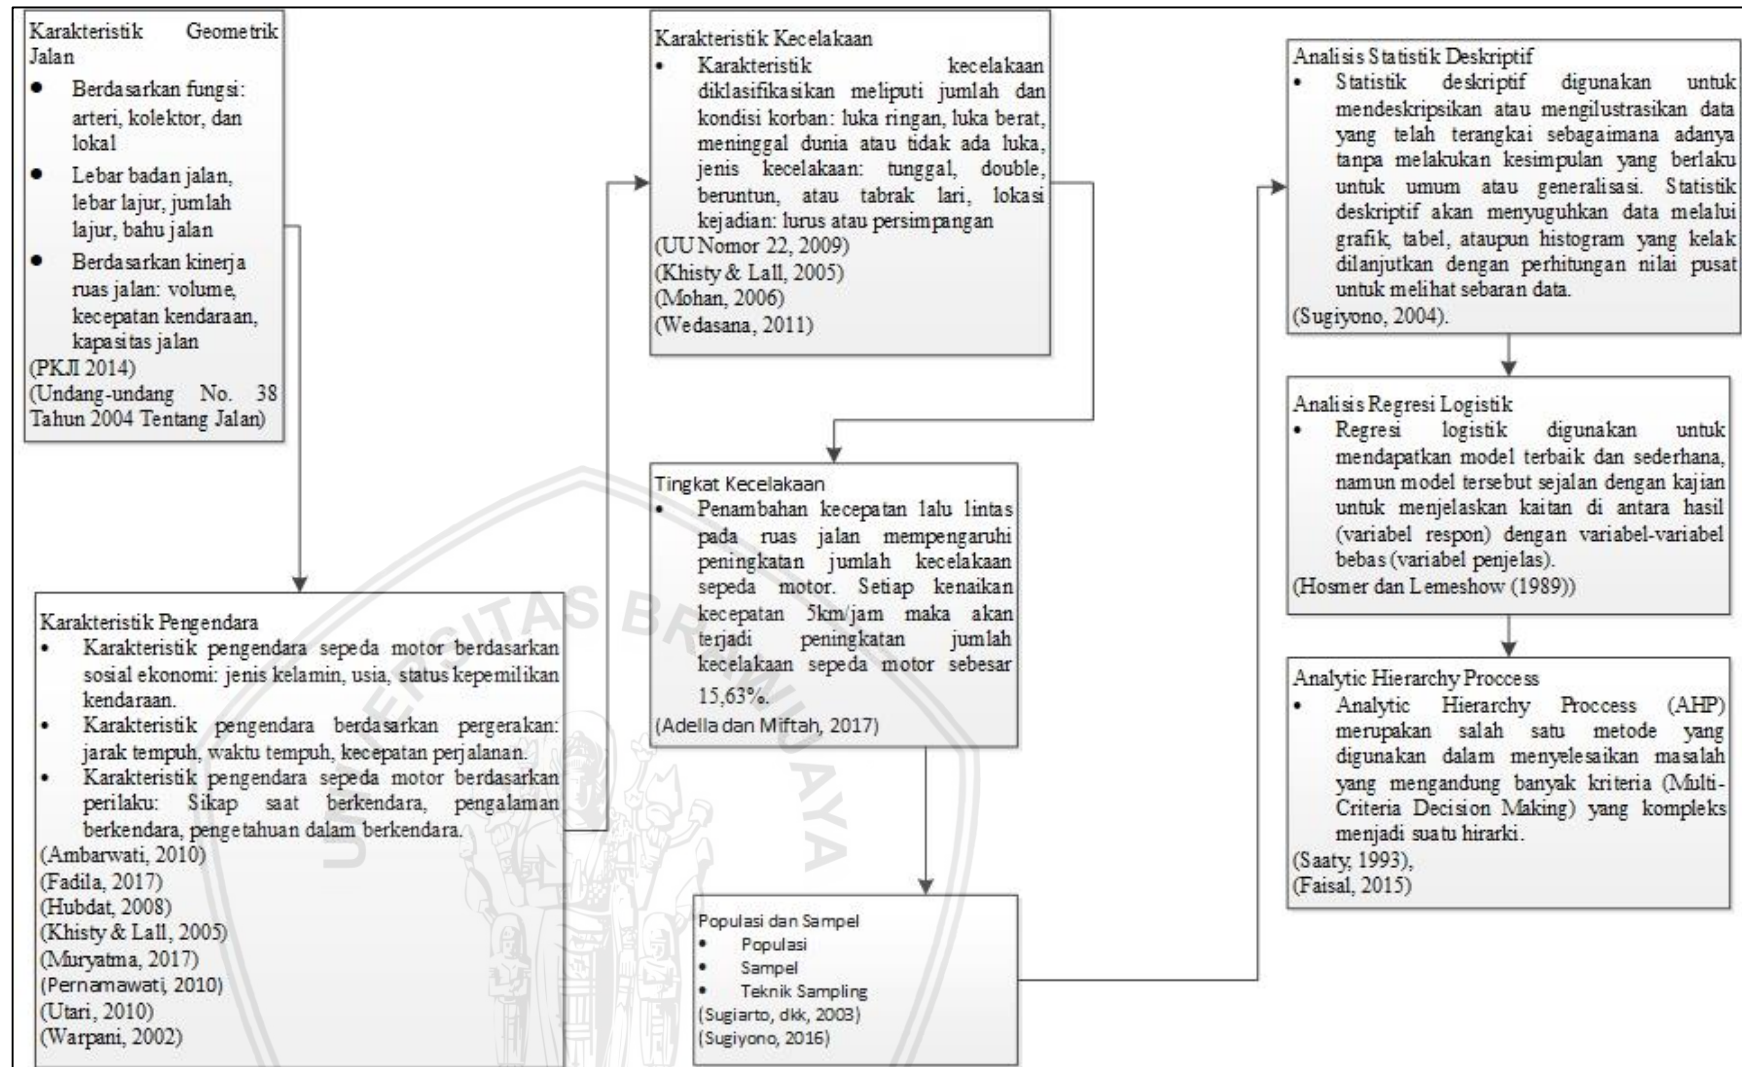 Karakteristik Geometrik
Jalan
● Berdasarkan fungsi:
arteri, kolektor, dan
lokal
● Lebar badan jalan,
lebar lajur, jumlah
lajur, bahu jalan
● Berdasarkan kinerja
ruas jalan: volume,
kecepatan kendaraan,
kapasitas jalan
(PKJI 2014)
(Undang-undang No. 38
Tahun 2004 Tentang Jalan)
Karakteristik Pengendara
• Karakteristik pengendara sepeda motor berdasarkan
sosial ekonomi: jenis kelamin, usia, status kepemilikan
kendaraan.
• Karakteristik pengendara berdasarkan pergerakan:
jarak tempuh, waktu tempuh, kecepatan perjalanan.
• Karakteristik pengendara sepeda motor berdasarkan
perilaku: Sikap saat berkendara, pengalaman
berkendara, pengetahuan dalam berkendara.
(Ambarwati, 2010)
(Fadila, 2017)
(Hubdat, 2008)
(Khisty & Lall, 2005)
(Muryatma, 2017)
(Pernamawati, 2010)
(Utari, 2010)
(Warpani, 2002)
Karakteristik Kecelakaan
• Karakteristik kecelakaan
diklasifikasikan meliputi jumlah dan
kondisi korban: luka ringan, luka berat,
meninggal dunia atau tidak ada luka,
jenis kecelakaan: tunggal, double,
beruntun, atau tabrak lari, lokasi
kejadian: lurus atau persimpangan
(UU Nomor 22, 2009)
(Khisty & Lall, 2005)
(Mohan, 2006)
(Wedasana, 2011)
Tingkat Kecelakaan
• Penambahan kecepatan lalu lintas
pada ruas jalan mempengaruhi
peningkatan jumlah kecelakaan
sepeda motor. Setiap kenaikan
kecepatan 5km/jam maka akan
terjadi peningkatan jumlah
kecelakaan sepeda motor sebesar
15,63%.
(Adella dan Miftah, 2017)
Populasi dan Sampel
• Populasi
• Sampel
• Teknik Sampling
(Sugiarto, dkk, 2003)
(Sugiyono, 2016)
Analisis Statistik Deskriptif
• Statistik deskriptif digunakan untuk
mendeskripsikan atau mengilustrasikan data
yang telah terangkai sebagaimana adanya
tanpa melakukan kesimpulan yang berlaku
untuk umum atau generalisasi. Statistik
deskriptif akan menyuguhkan data melalui
grafik, tabel, ataupun histogram yang kelak
dilanjutkan dengan perhitungan nilai pusat
untuk melihat sebaran data.
(Sugiyono, 2004).
Analisis Regresi Logistik
• Regresi logistik digunakan untuk
mendapatkan model terbaik dan sederhana,
namun model tersebut sejalan dengan kajian
untuk menjelaskan kaitan di antara hasil
(variabel respon) dengan variabel-variabel
bebas (variabel penjelas).
(Hosmer dan Lemeshow (1989))
Analytic Hierarchy Proccess
• Analytic Hierarchy Proccess (AHP)
merupakan salah satu metode yang
digunakan dalam menyelesaikan masalah
yang mengandung banyak kriteria (Multi-
Criteria Decision Making) yang kompleks
menjadi suatu hirarki.
(Saaty, 1993),
(Faisal, 2015)
UNIVERSITAS BRAWIJAYA